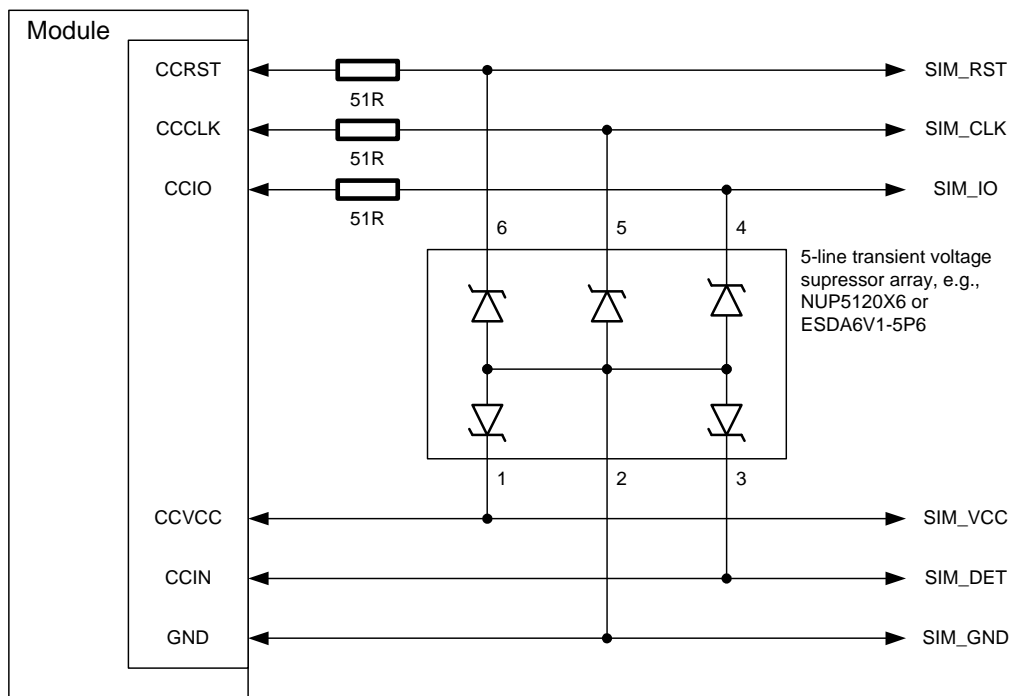 Module
CCRST
51R
SIM_RST
CCCLK
51R
SIM_CLK
CCIO
51R
SIM_IO
6
5
4
5-line transient voltage
supressor array, e.g.,
NUP5120X6 or
ESDA6V1-5P6
1
2
3
CCVCC
SIM_VCC
CCIN
SIM_DET
GND
SIM_GND